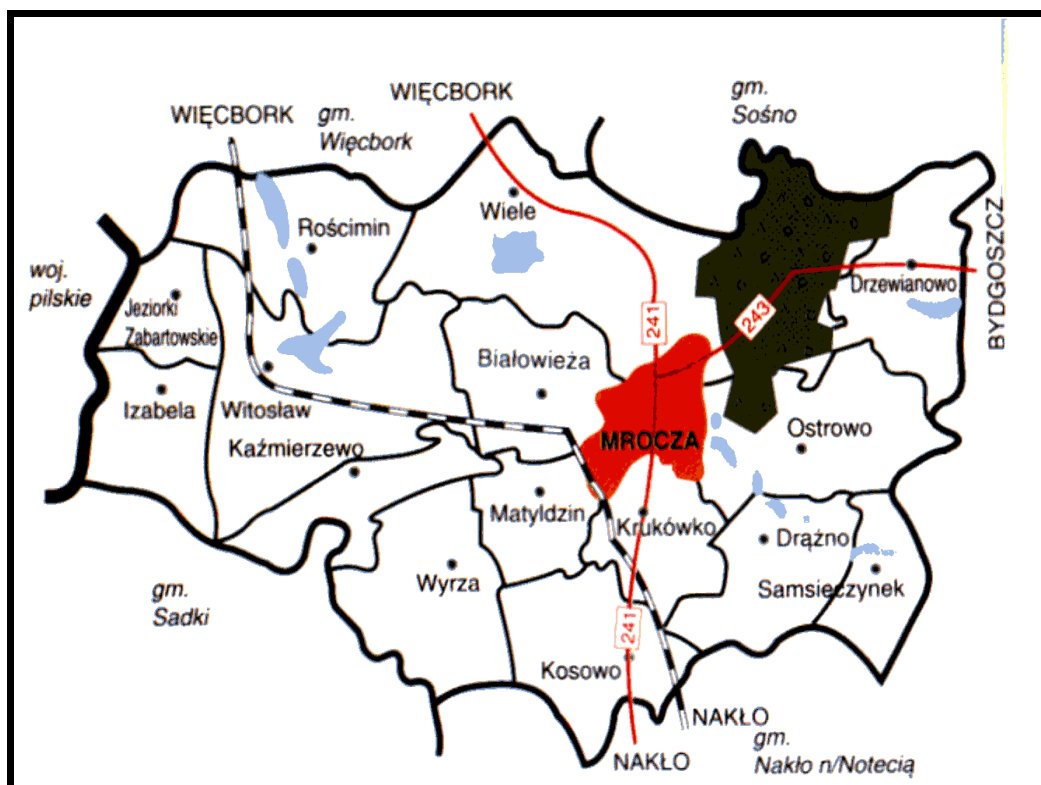 WIĘCBORK
WIĘCBORK
gm.
Więcbork
gm.
Sośno
Wiele
Rościmin
woj.
pilskie
BYDGOSZCZ
Drzewianowo
Jeziorki
Zabartowskie
241
243
Białowieża
Izabela
Witosław
MROCZA
Ostrowo
Kaźmierzewo
Matyldzin
Krukówko
Drążno
Wyrza
Samsieczynek
gm.
Sadki
241
Kosowo
NAKŁO
NAKŁO
gm.
Nakło n/Notecią